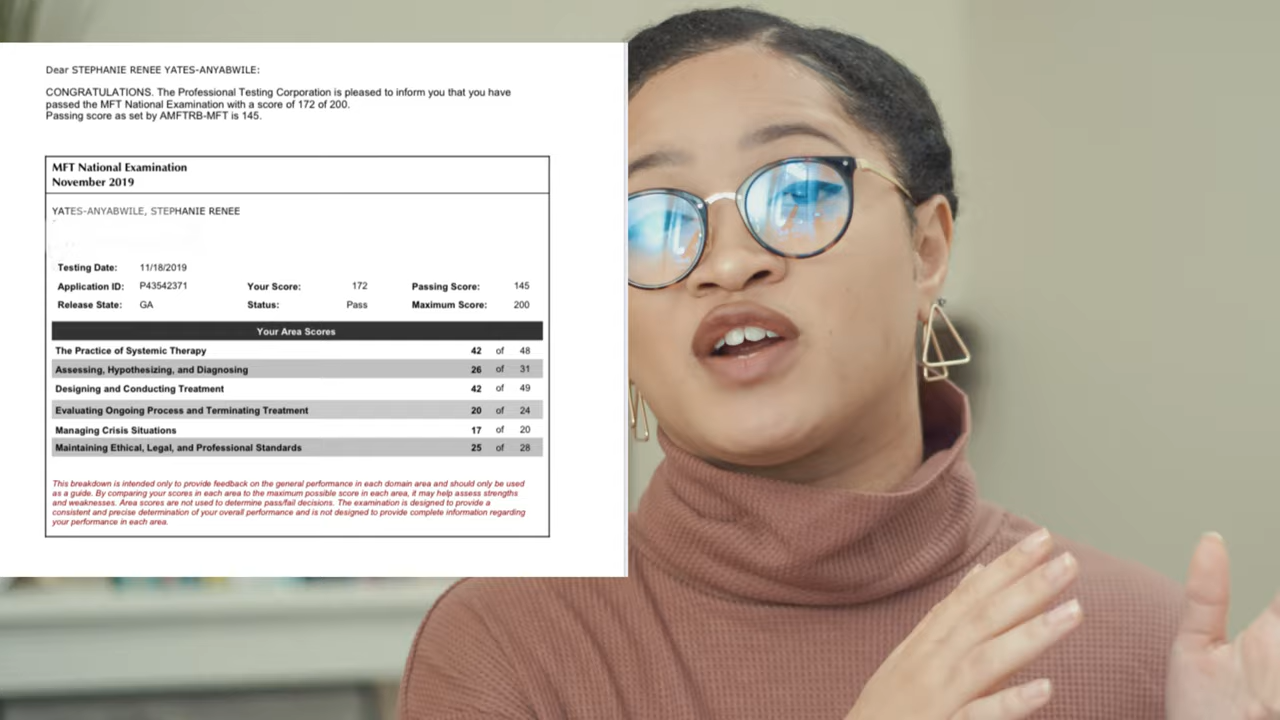 Dear STEPHANIE RENEE YATES-ANYABWILE:
CONGRATULATIONS. The Professional Testing Corporation is pleased to inform you that you have
passed the MFT National Examination with a score of 172 of 200.
Passing score as set by AMFTRB-MFT is 145.
MFT National Examination
November 2019
YATES-ANYABWILE, STEPHANIE RENEE
Testing Date: 11/18/2019
Application ID: P43542371 Your Score: 172 Passing Score: 145
Release State: GA Status: Pass Maximum Score: 200
Your Area Scores
The Practice of Systemic Therapy 42 of 48
Assessing, Hypothesizing, and Diagnosing 26 of 31
Designing and Conducting Treatment 42 of 49
Evaluating Ongoing Process and Terminating Treatment 20 of 24
Managing Crisis Situations 17 of 20
Maintaining Ethical, Legal, and Professional Standards 25 of 28
This breakdown is intended only to provide feedback on the general performance in each domain area and should only be used
as a guide. By comparing your scores in each area to the maximum possible score in each area, it may help assess strengths
and weaknesses. Area scores are not used to determine pass/fail decisions. The examination is designed to provide a
consistent and precise determination of your overall performance and is not designed to provide complete information regarding
your performance in each area.